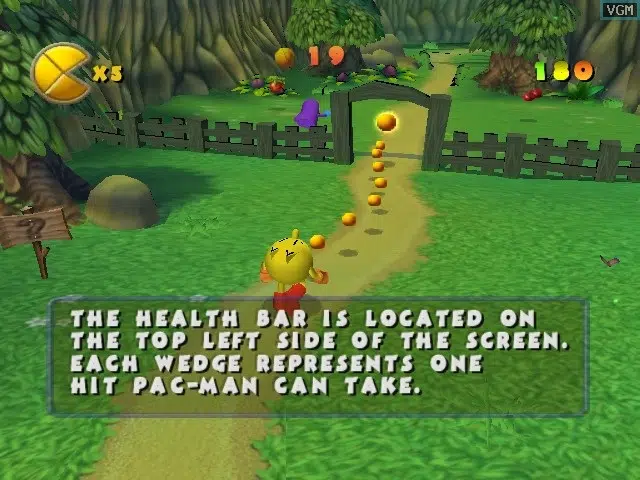 VGM
x5
19
180
?
THE HEALTH BAR IS LOCATED ON
THE TOP LEFT SIDE OF THE SCREEN.
EACH WEDGE REPRESENTS ONE
HIT PAC-MAN CAN TAKE.